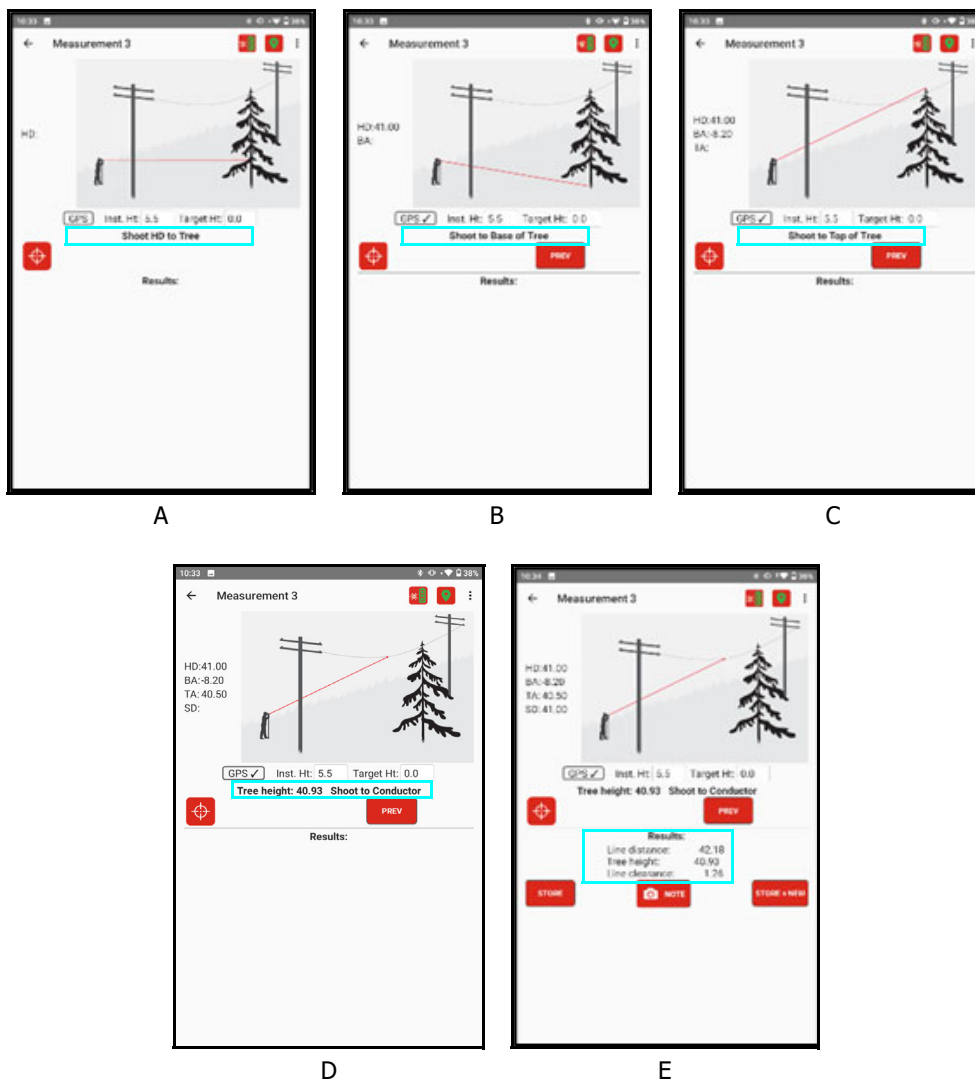 10:33 38%
← Measurement 3
HD:
GPS Inst. Ht: 5.5 Target Ht: 0.0
Shoot HD to Tree
Results:
A
10:33 38%
← Measurement 3
HD:41.00
BA:
GPS ✓ Inst. Ht: 5.5 Target Ht: 0.0
Shoot to Base of Tree
PREV
Results:
B
10:33 38%
← Measurement 3
HD:41.00
BA:-8.20
TA:
GPS ✓ Inst. Ht: 5.5 Target Ht: 0.0
Shoot to Top of Tree
PREV
Results:
C
10:33 38%
← Measurement 3
HD:41.00
BA:-8.20
TA: 40.50
SD:
GPS ✓ Inst. Ht: 5.5 Target Ht: 0.0
Tree height: 40.93 Shoot to Conductor
PREV
Results:
D
10:34 38%
← Measurement 3
HD:41.00
BA:-8.20
TA: 40.50
SD: 41.00
GPS ✓ Inst. Ht: 5.5 Target Ht: 0.0
Tree height: 40.93 Shoot to Conductor
PREV
Results:
Line distance: 42.18
Tree height: 40.93
Line clearance: 1.26
STORE NOTE STORE + NEW
E